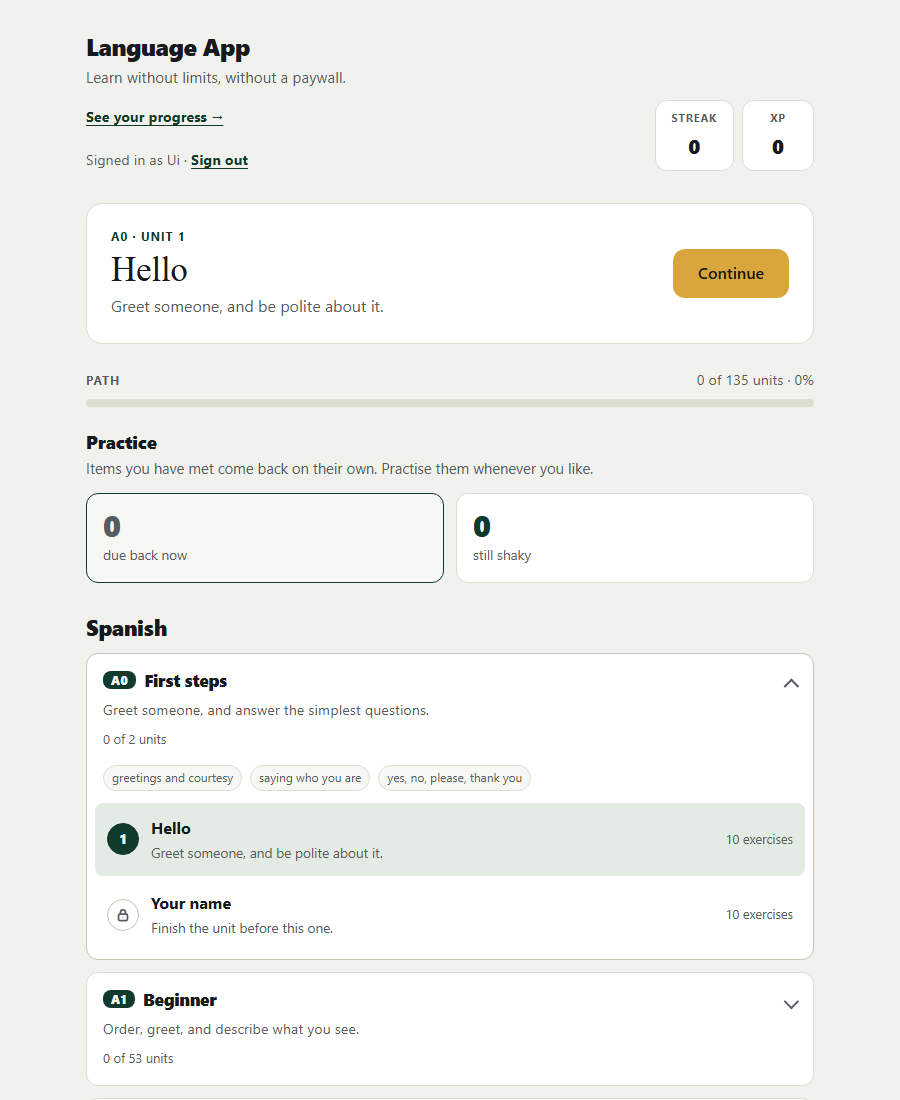 Language App
Learn without limits, without a paywall.
See your progress →
Signed in as Ui · Sign out
STREAK
0
XP
0
A0 · UNIT 1
Hello
Greet someone, and be polite about it.
Continue
PATH
0 of 135 units · 0%
Practice
Items you have met come back on their own. Practise them whenever you like.
0
due back now
0
still shaky
Spanish
A0 First steps
Greet someone, and answer the simplest questions.
0 of 2 units
greetings and courtesy
saying who you are
yes, no, please, thank you
1
Hello
Greet someone, and be polite about it.
10 exercises
Your name
Finish the unit before this one.
10 exercises
A1 Beginner
Order, greet, and describe what you see.
0 of 53 units